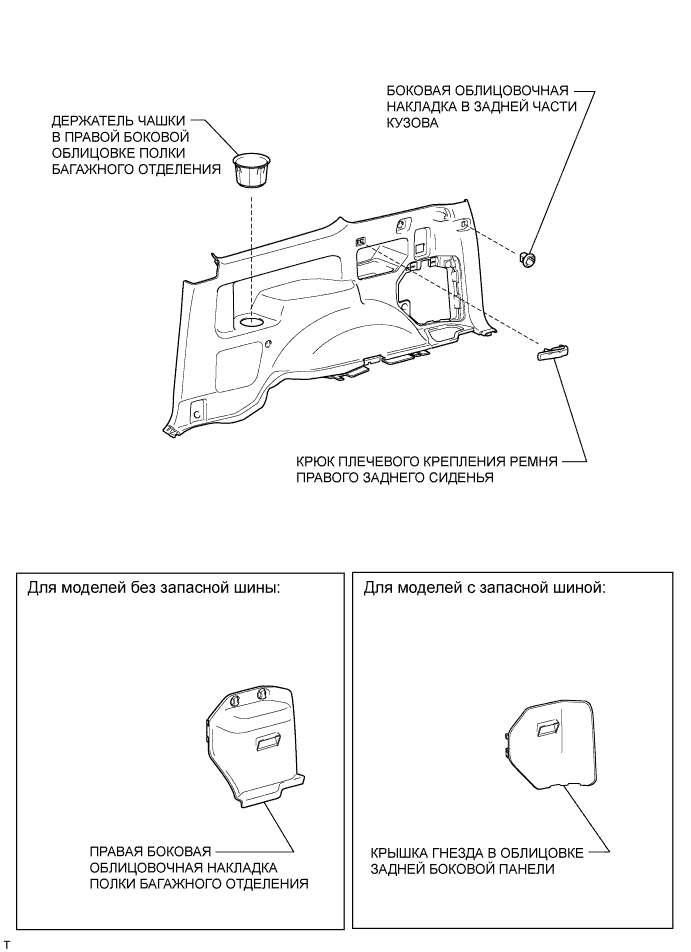 БОКОВАЯ ОБЛИЦОВОЧНАЯ
НАКЛАДКА В ЗАДНЕЙ ЧАСТИ
КУЗОВА
ДЕРЖАТЕЛЬ ЧАШКИ
В ПРАВОЙ БОКОВОЙ
ОБЛИЦОВКЕ ПОЛКИ
БАГАЖНОГО ОТДЕЛЕНИЯ
КРЮК ПЛЕЧЕВОГО КРЕПЛЕНИЯ РЕМНЯ
ПРАВОГО ЗАДНЕГО СИДЕНЬЯ
Для моделей без запасной шины:
ПРАВАЯ БОКОВАЯ
ОБЛИЦОВОЧНАЯ НАКЛАДКА
ПОЛКИ БАГАЖНОГО ОТДЕЛЕНИЯ
Для моделей с запасной шиной:
КРЫШКА ГНЕЗДА В ОБЛИЦОВКЕ
ЗАДНЕЙ БОКОВОЙ ПАНЕЛИ
T